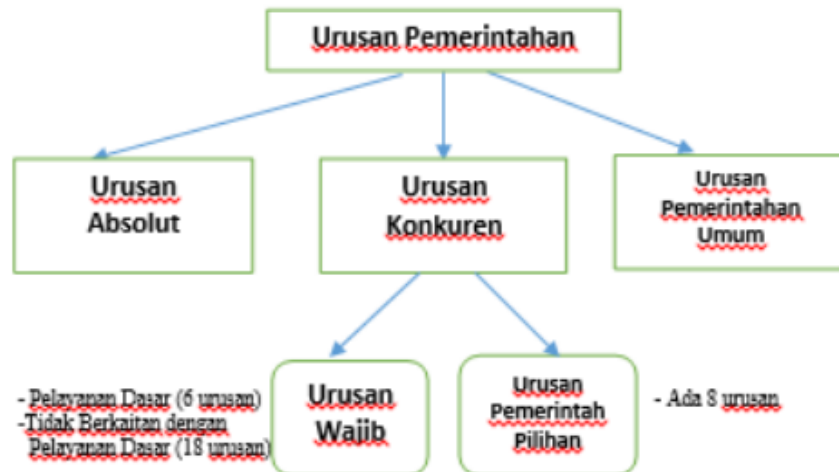 Urusan Pemerintahan
Urusan
Absolut
Urusan
Konkuren
Urusan
Pemerintahan
Umum
- Pelayanan Dasar (6 urusan)
-Tidak Berkaitan dengan
Pelayanan Dasar (18 urusan)
Urusan
Wajib
Urusan
Pemerintah
Pilihan
- Ada 8 urusan